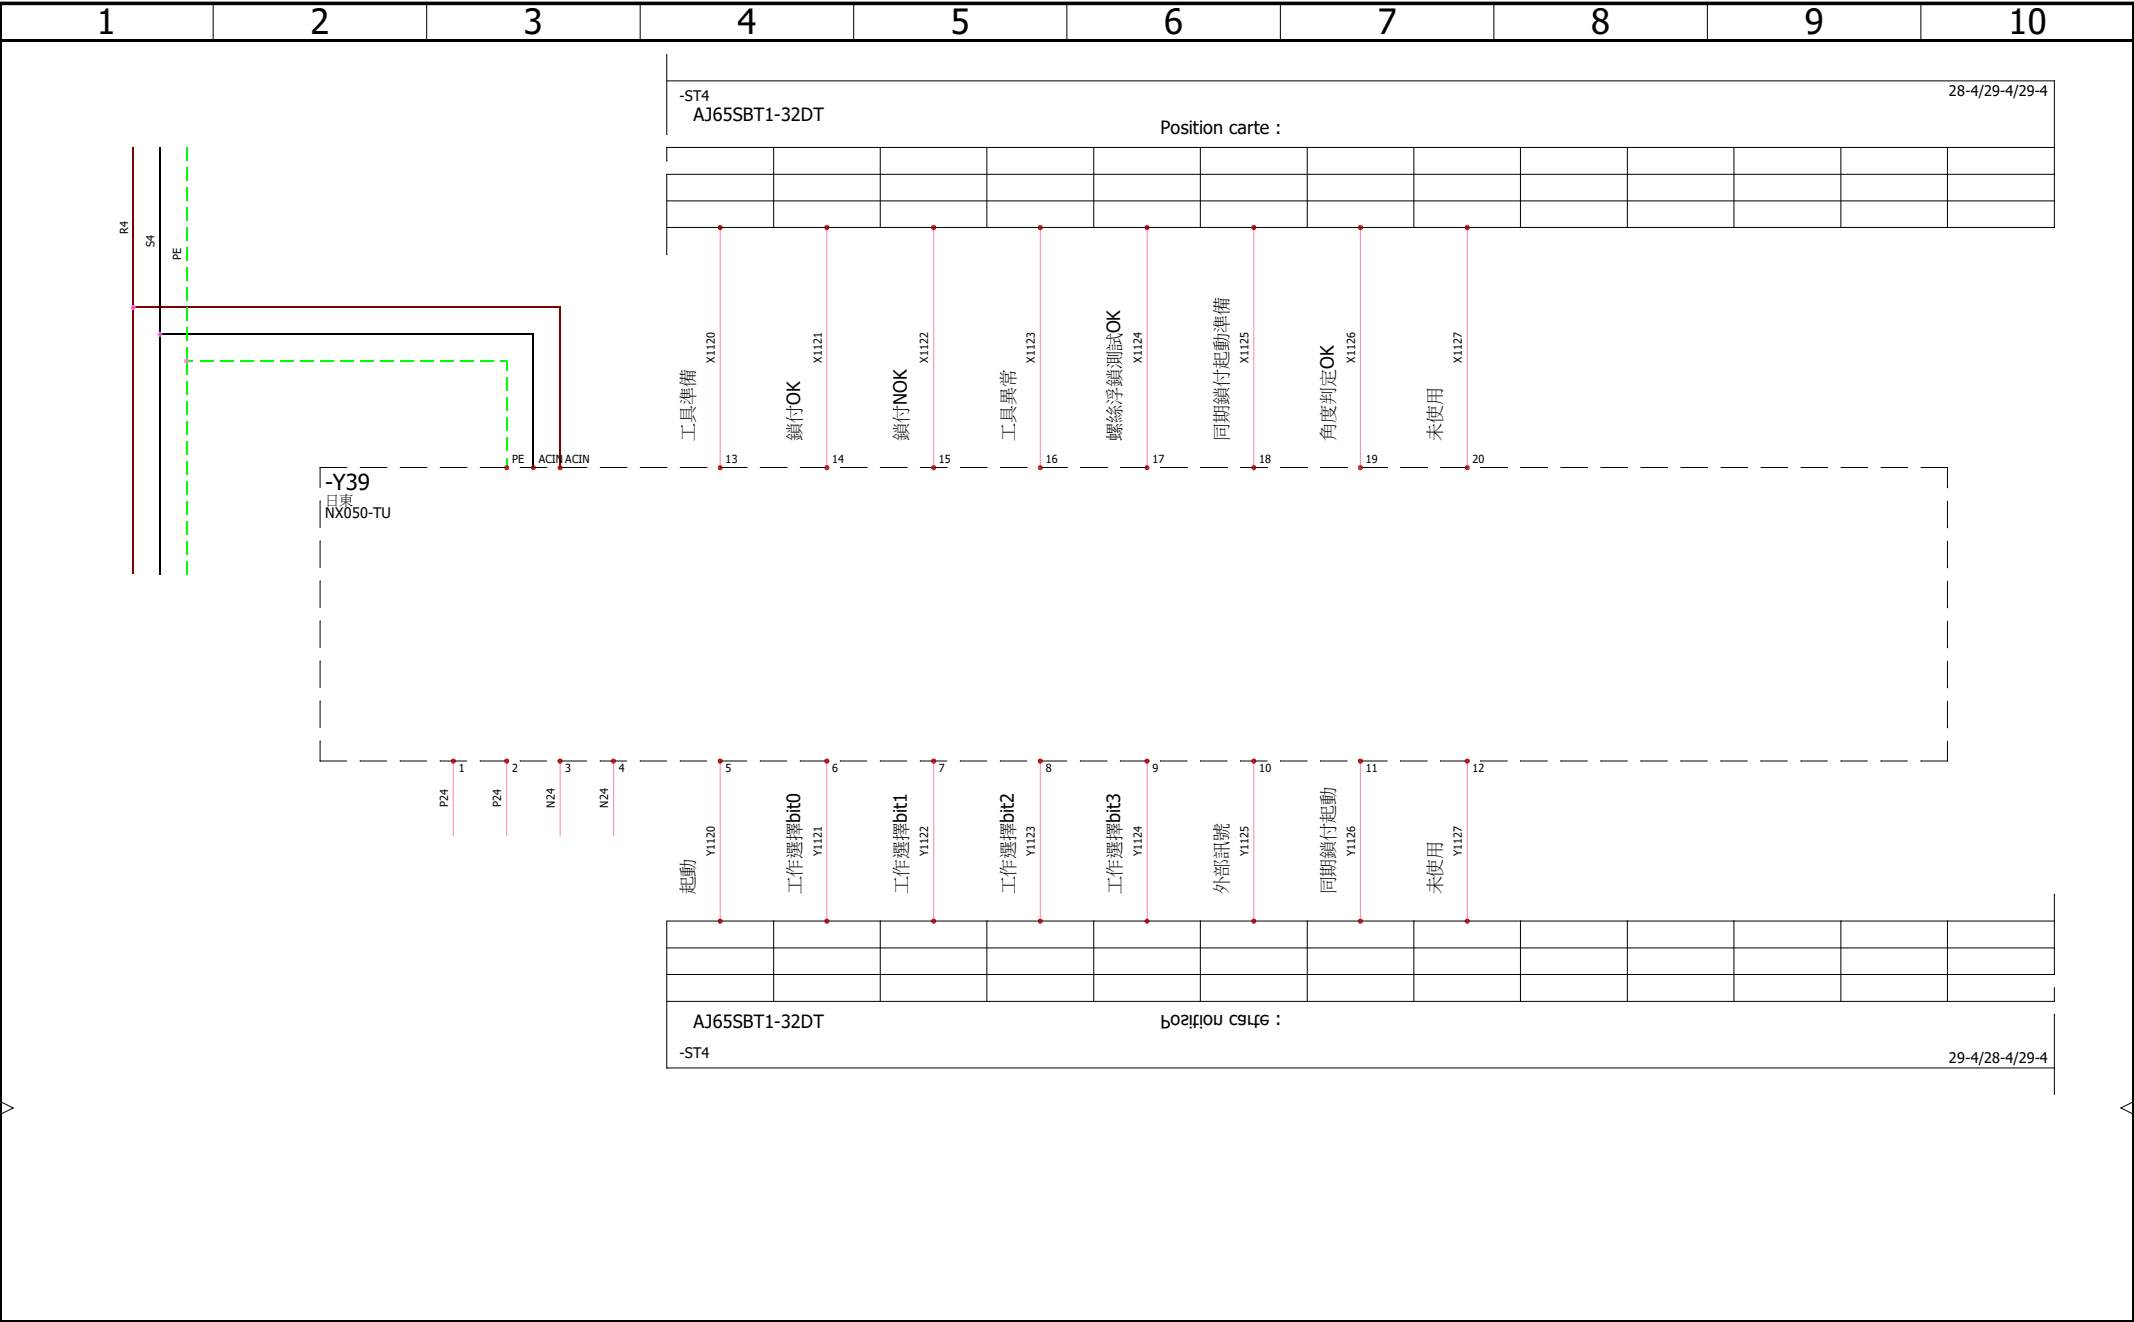 1 2 3 4 5 6 7 8 9 10
-ST4
28-4/29-4/29-4
AJ65SBT1-32DT
Position carte :
R4
S4
PE
工具準備
X1120
鎖付OK
X1121
鎖付NOK
X1122
工具異常
X1123
螺絲浮鎖測試OK
X1124
同期鎖付起動準備
X1125
角度判定OK
X1126
未使用
X1127
PE ACIN ACIN 13 14 15 16 17 18 19 20
-Y39
日東
NX050-TU
1 2 3 4 5 6 7 8 9 10 11 12
P24
P24
N24
N24
起動
Y1120
工作選擇bit0
Y1121
工作選擇bit1
Y1122
工作選擇bit2
Y1123
工作選擇bit3
Y1124
外部訊號
Y1125
同期鎖付起動
Y1126
未使用
Y1127
AJ65SBT1-32DT
Position carte :
-ST4
29-4/28-4/29-4